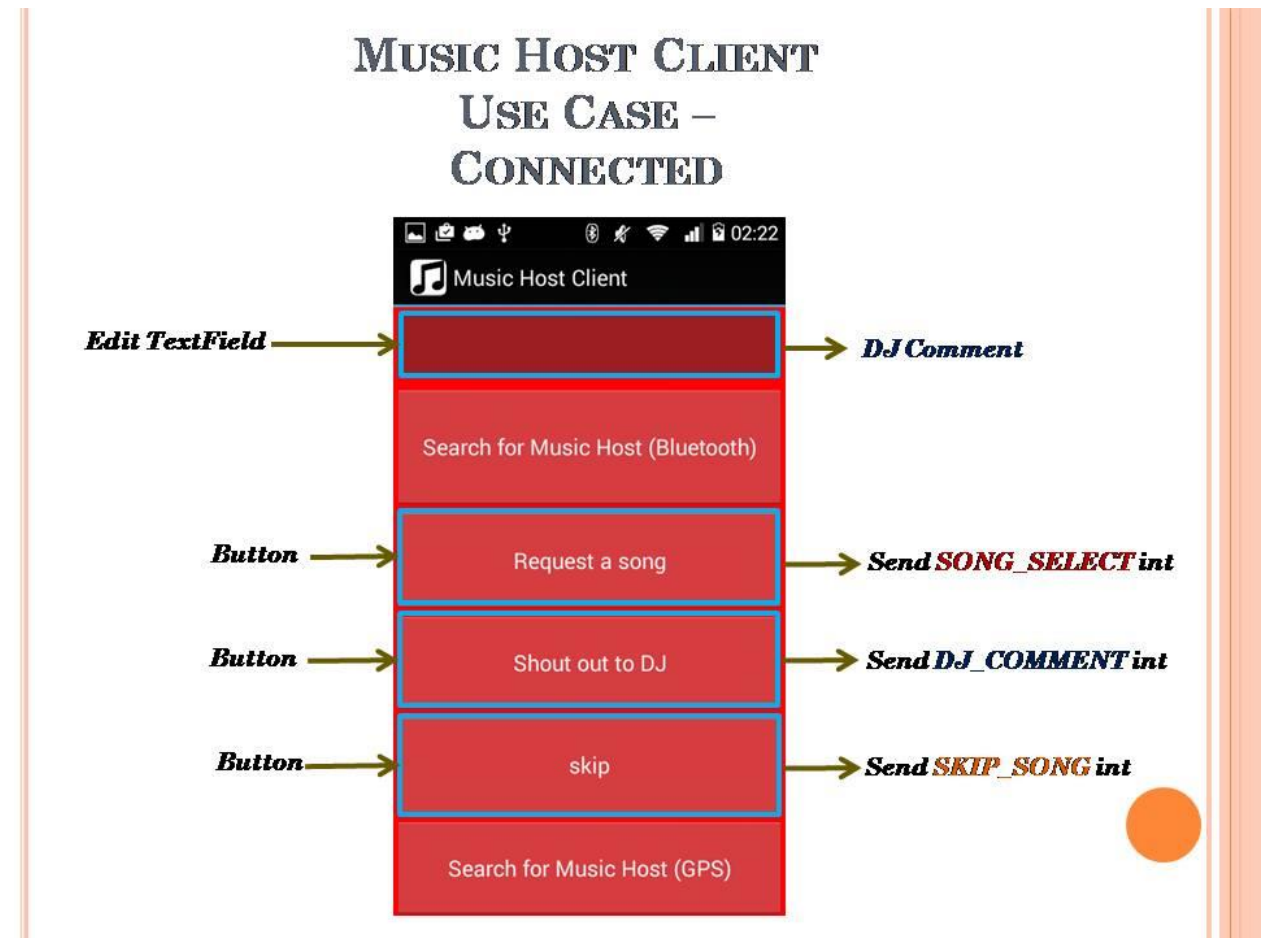 MUSIC HOST CLIENT
USE CASE –
CONNECTED
02:22
Music Host Client
Edit TextField
DJ Comment
Search for Music Host (Bluetooth)
Button
Request a song
Send SONG_SELECT int
Button
Shout out to DJ
Send DJ_COMMENT int
Button
skip
Send SKIP_SONG int
Search for Music Host (GPS)